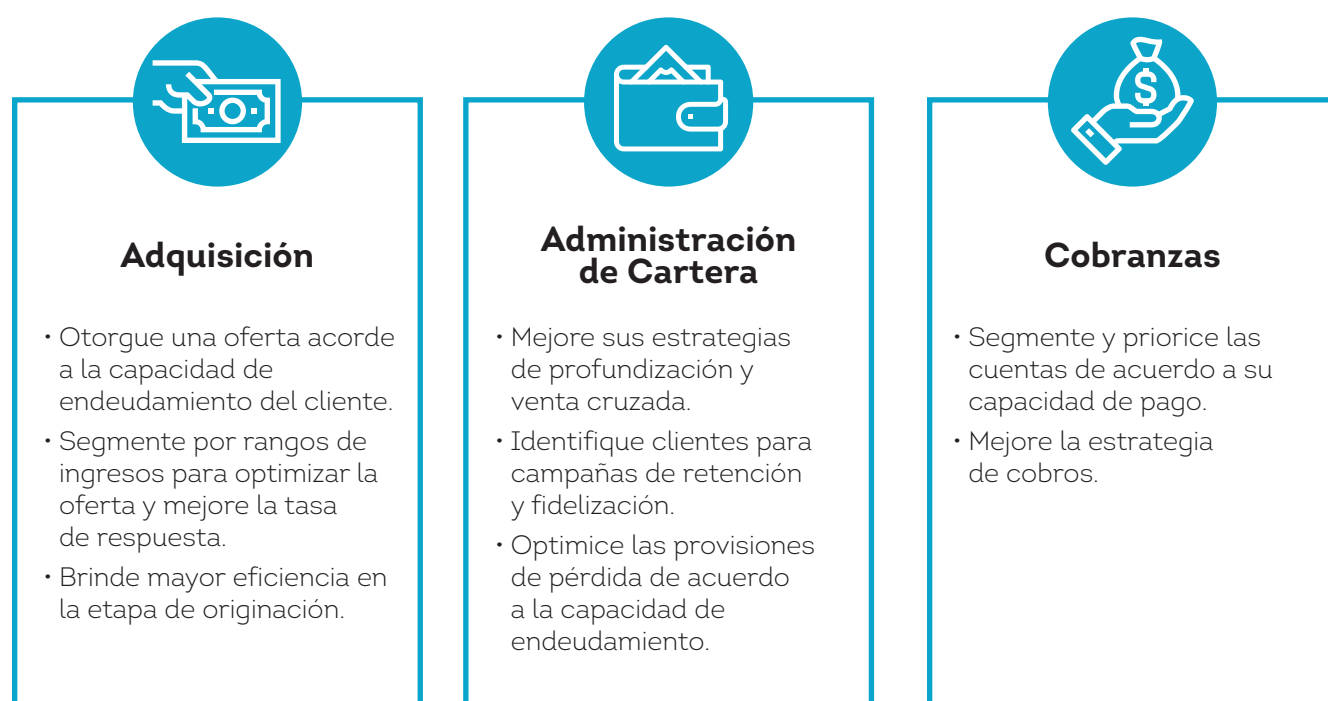 Adquisición
• Otorgue una oferta acorde
a la capacidad de
endeudamiento del cliente.
• Segmente por rangos de
ingresos para optimizar la
oferta y mejore la tasa
de respuesta.
• Brinde mayor eficiencia en
la etapa de originación.
Administración
de Cartera
• Mejore sus estrategias
de profundización y
venta cruzada.
• Identifique clientes para
campañas de retención
y fidelización.
• Optimice las provisiones
de pérdida de acuerdo
a la capacidad de
endeudamiento.
$
Cobranzas
• Segmente y priorice las
cuentas de acuerdo a su
capacidad de pago.
• Mejore la estrategia
de cobros.